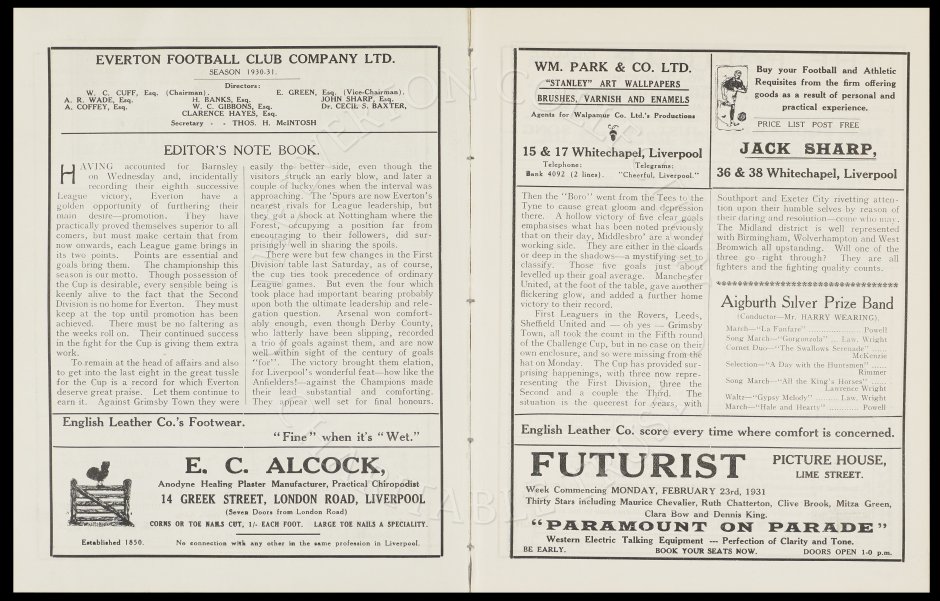 EVERTON FOOTBALL CLUB COMPANY LTD.
SEASON 1930-31.
Directors:
W. C. CUFF, Esq. (Chairman). E. GREEN, Esq. (Vice-Chairman).
A. R. WADE, Esq. H. BANKS, Esq. JOHN SHARP, Esq.
A. COFFEY, Esq. W. C. GIBBONS, Esq. Dr. CECIL S. BAXTER,
CLARENCE HAYES, Esq.
Secretary - - THOS. H. McINTOSH
EDITOR'S NOTE BOOK.
HAVING accounted for Barnsley
on Wednesday and, incidentally
recording their eighth successive
League victory, Everton have a
golden opportunity of furthering the
main desire—promotion. They have
practically proved themselves superior to all
comers, but must make certain that from
now onwards, each League game brings in
its two points. Points are essential and
goals bring them. The championship this
season is our motto. Though possession of
the Cup is desirable, every sensible being is
keenly alive to the fact that the Second
Division is no home for Everton. They must
keep at the top until promotion has been
achieved. There must be no faltering as
the weeks roll on. Their continued success
in the fight for the Cup is giving them extra
work.
To remain at the head of affairs and also
to get into the last eight in the great tussle
for the Cup is a record for which Everton
deserve great praise. Let them continue to
earn it. Against Grimsby Town they were
easily the better side, even though the
visitors struck an early blow, and later a
couple of lucky ones when the interval was
approaching. The 'Spurs are now Everton's
nearest rivals for League leadership, but
they got a shock at Nottingham where the
Forest, occupying a position far from
encouraging to their followers, did sur-
prisingly well in sharing the spoils.
There were but few changes in the First
Division table last Saturday, as of course,
the cup ties took precedence of ordinary
League games. But even the four which
took place had important bearing probably
upon both the ultimate leadership and rele-
gation question. Arsenal won comfort-
ably enough, even though Derby County,
who latterly have been slipping, recorded
a trio of goals against them, and are now
well within sight of the century of goals
"for". The victory brought them elation,
for Liverpool's wonderful feat—how like the
Anfielders!—against the Champions made
their lead substantial and comforting.
They appear well set for final honours.
English Leather Co.'s Footwear.
"Fine" when it's "Wet."
E. C. ALCOCK,
Anodyne Healing Plaster Manufacturer, Practical Chiropodist
14 GREEK STREET, LONDON ROAD, LIVERPOOL
(Seven Doors from London Road)
CORNS OR TOE NAILS CUT, 1/- EACH FOOT. LARGE TOE NAILS A SPECIALITY.
Established 1850. No connection with any other in the same profession in Liverpool.
WM. PARK & CO. LTD.
"STANLEY" ART WALLPAPERS
BRUSHES, VARNISH AND ENAMELS
Agents for Walpamur Co. Ltd.'s Productions
15 & 17 Whitechapel, Liverpool
Telephone: Telegrams:
Bank 4092 (2 lines). "Cheerful, Liverpool."
Buy your Football and Athletic
Requisites from the firm offering
goods as a result of personal and
practical experience.
PRICE LIST POST FREE
JACK SHARP,
36 & 38 Whitechapel, Liverpool
Then the "Boro" went from the Tees to the
Tyne to cause great gloom and depression
there. A hollow victory of five clear goals
emphasises what has been noted previously
that on their day, Middlesbro' are a wonder
working side. They are either in the clouds
or deep in the shadows—a mystifying set to
classify. Those five goals just about
levelled up their goal average. Manchester
United, at the foot of the table, gave another
flickering glow, and added a further home
victory to their record.
First Leaguers in the Rovers, Leeds,
Sheffield United and — oh yes — Grimsby
Town, all took the count in the Fifth round
of the Challenge Cup, but in no case on their
own enclosure, and so were missing from the
hat on Monday. The Cup has provided sur-
prising happenings, with three now repre-
senting the First Division, three the
Second and a couple the Third. The
situation is the queerest for years, with
Southport and Exeter City rivetting atten-
tion upon their humble selves by reason of
their daring and resolution—come who may.
The Midland district is well represented
with Birmingham, Wolverhampton and West
Bromwich all upstanding. Will one of the
three go right through? They are all
fighters and the fighting quality counts.
Aigburth Silver Prize Band
(Conductor—Mr. HARRY WEARING).
March—"La Fanfare" .................. Powell
Song March—"Gorgonzola" ... Law. Wright
Cornet Duo—"The Swallows Serenade" ......
McKenzie
Selection—"A Day with the Huntsmen" ......
Rimmer
Song March—"All the King's Horses" ......
Lawrence Wright
Waltz—"Gypsy Melody" ......... Law. Wright
March—"Hale and Hearty" ............ Powell
English Leather Co. score every time where comfort is concerned.
FUTURIST PICTURE HOUSE,
LIME STREET.
Week Commencing MONDAY, FEBRUARY 23rd, 1931
Thirty Stars including Maurice Chevalier, Ruth Chatterton, Clive Brook, Mitza Green,
Clara Bow and Dennis King.
"PARAMOUNT ON PARADE"
Western Electric Talking Equipment --- Perfection of Clarity and Tone.
BE EARLY. BOOK YOUR SEATS NOW. DOORS OPEN 1-0 p.m.